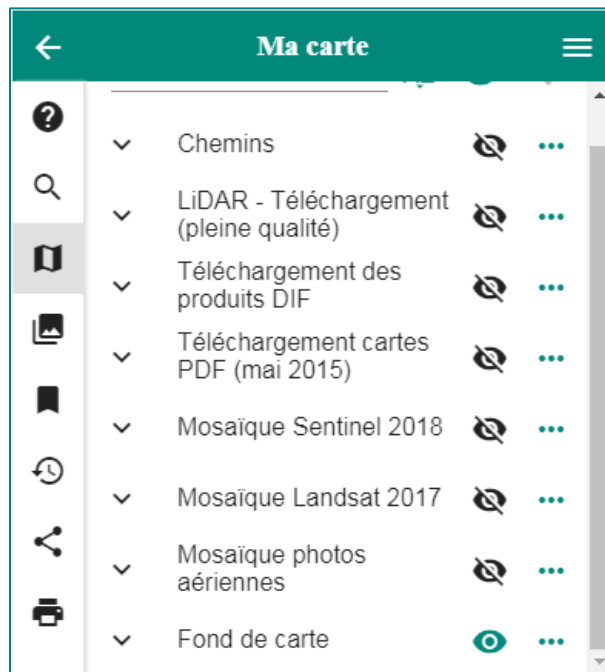 Ma carte
Chemins
LiDAR - Téléchargement
(pleine qualité)
Téléchargement des
produits DIF
Téléchargement cartes
PDF (mai 2015)
Mosaïque Sentinel 2018
Mosaïque Landsat 2017
Mosaïque photos
aériennes
Fond de carte